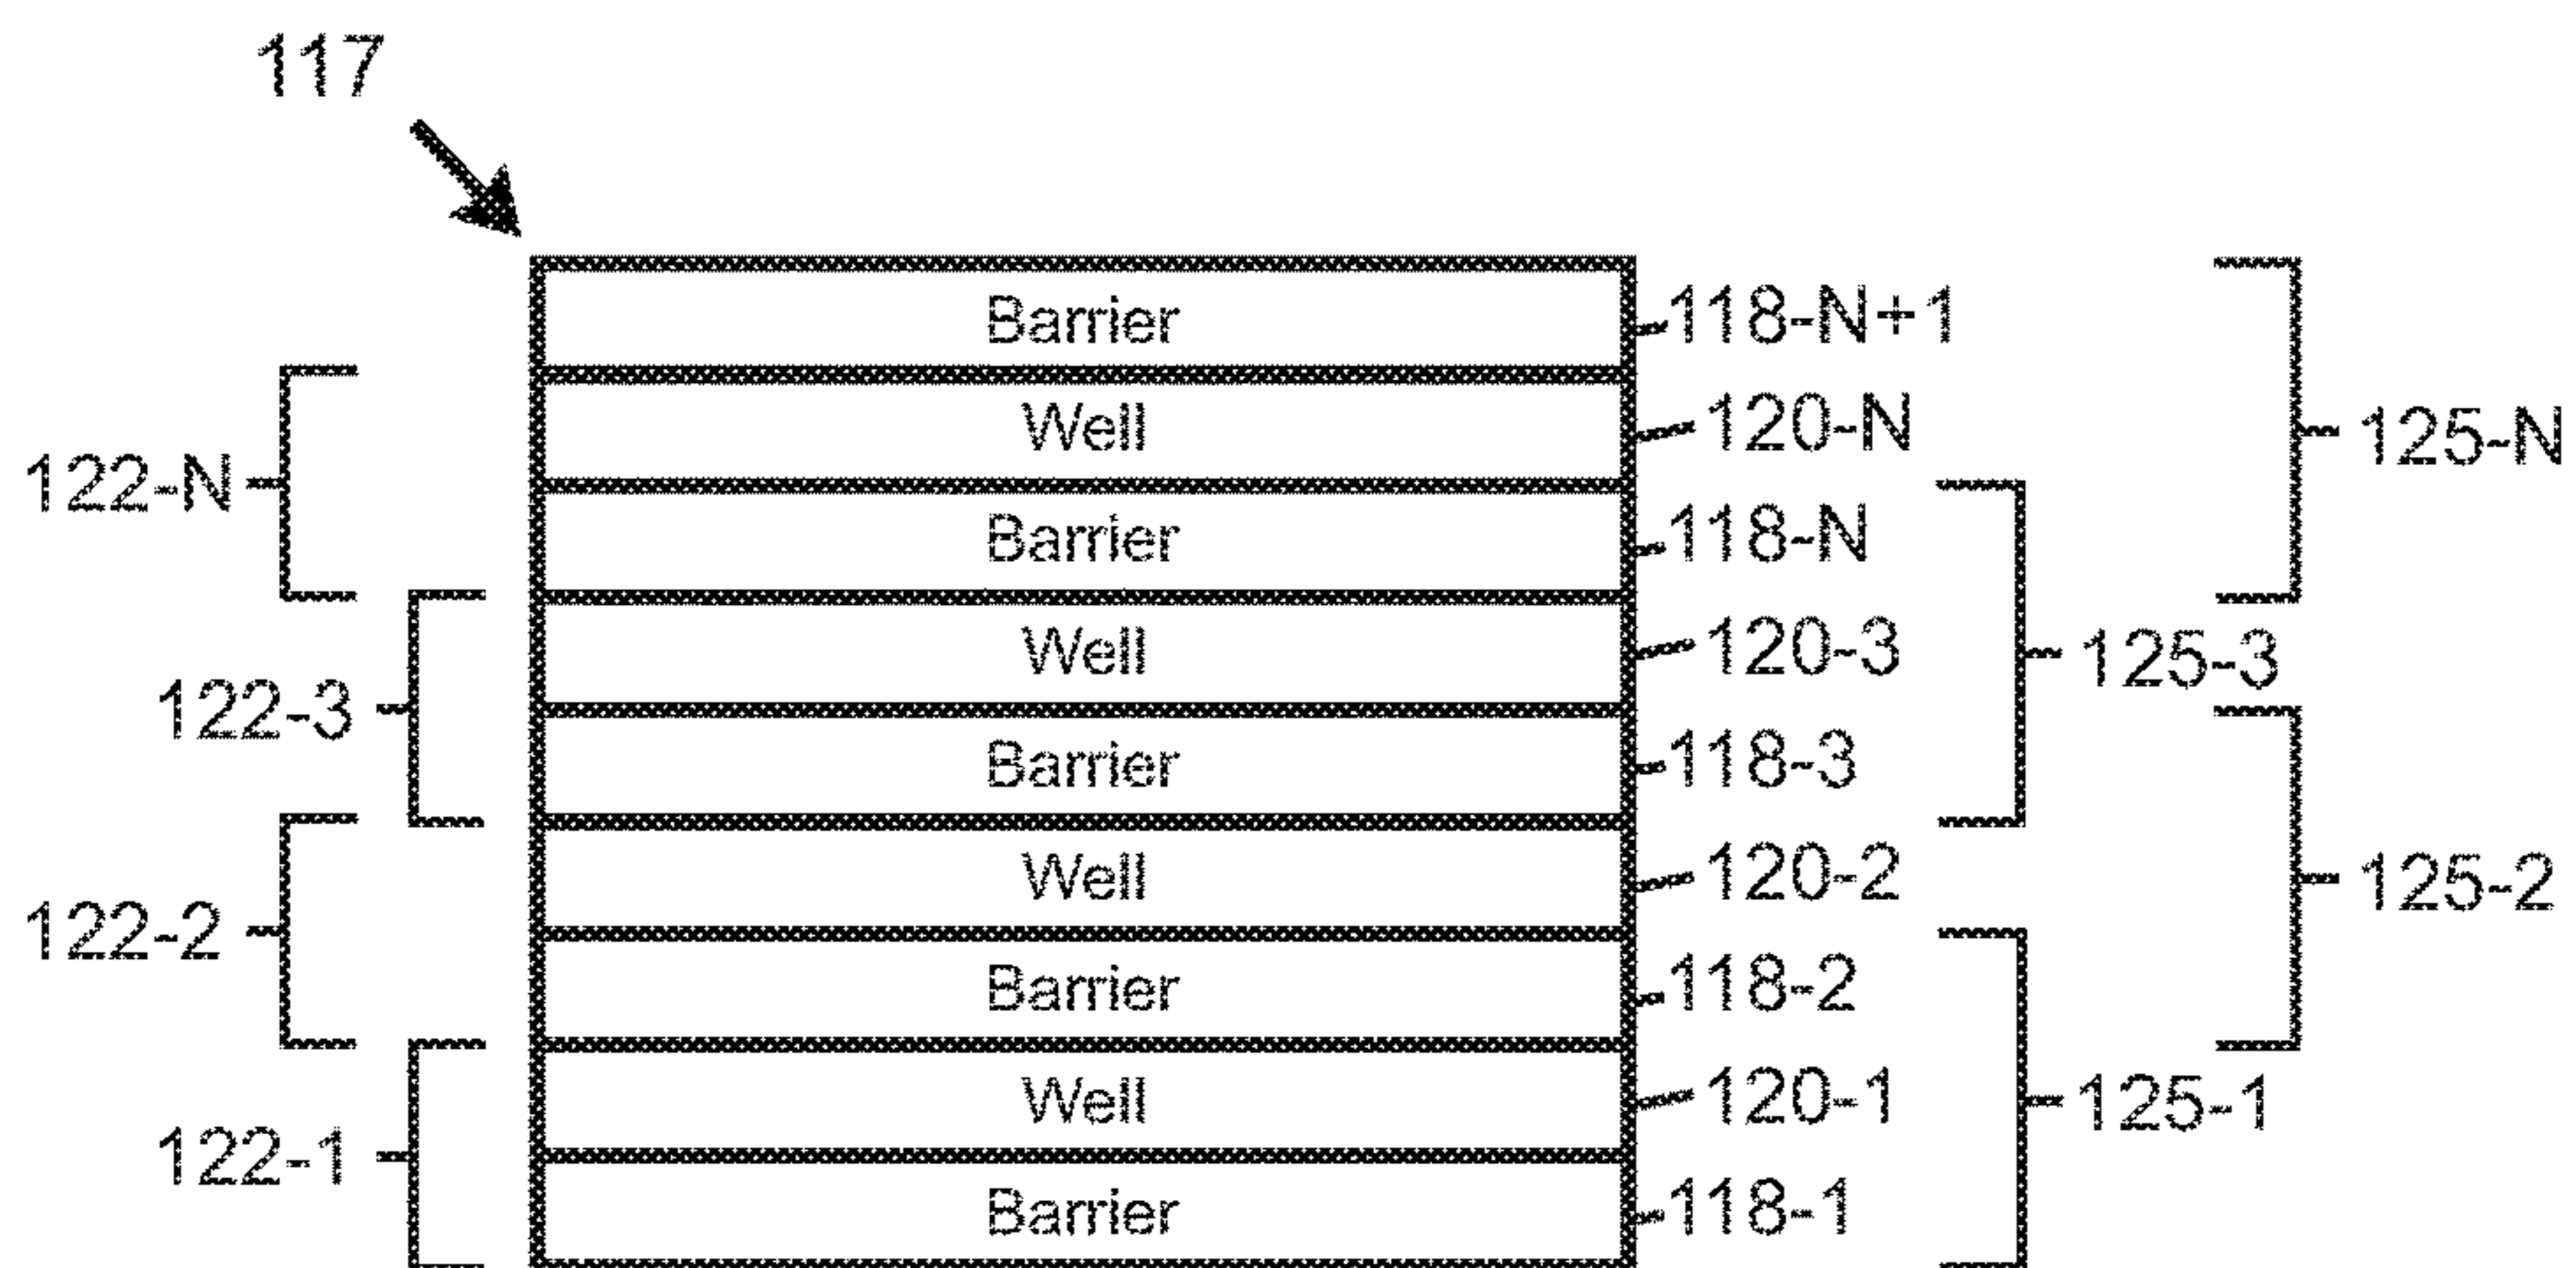 117
Barrier 118-N+1
Well 120-N 125-N
122-N
Barrier 118-N
Well 120-3 125-3
122-3
Barrier 118-3
Well 120-2 125-2
122-2
Barrier 118-2
Well 120-1 125-1
122-1
Barrier 118-1